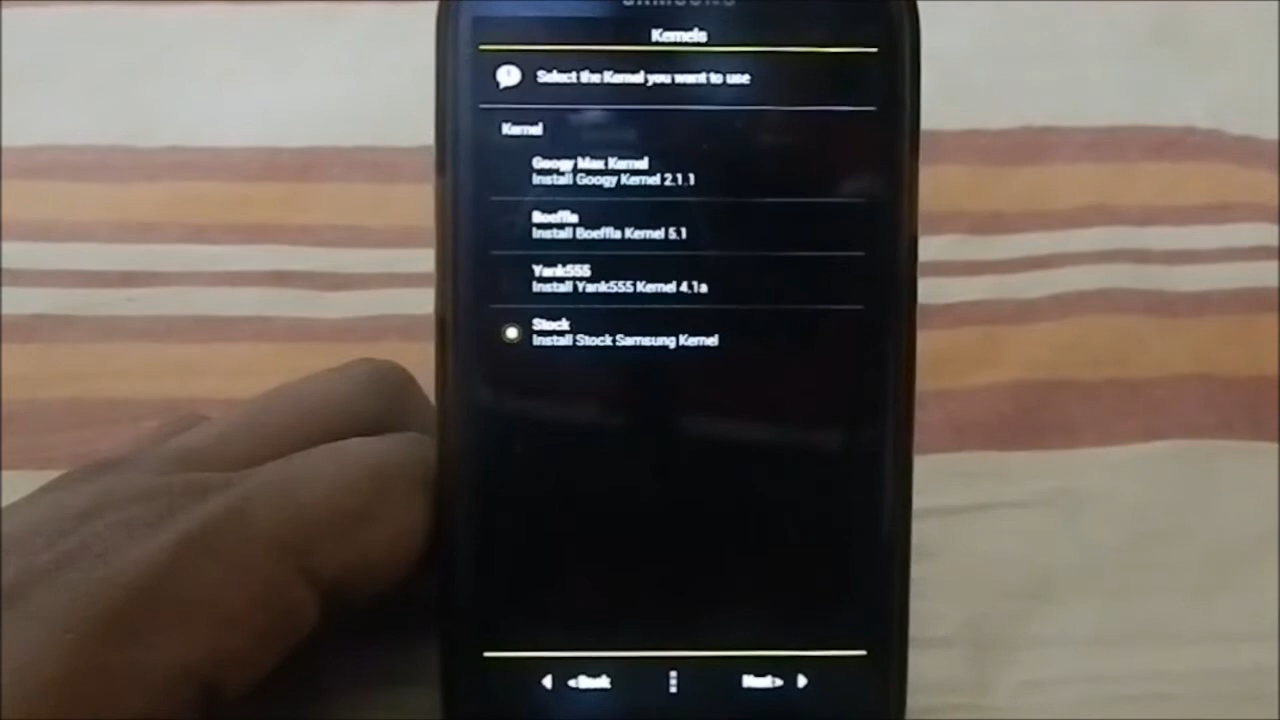 SAMSUNG
Kernels
Select the Kernel you want to use
Kernel
Googy Max Kernel
Install Googy Kernel 2.1.1
Boeffla
Install Boeffla Kernel 5.1
Yank555
Install Yank555 Kernel 4.1a
Stock
Install Stock Samsung Kernel
<Back
Next>